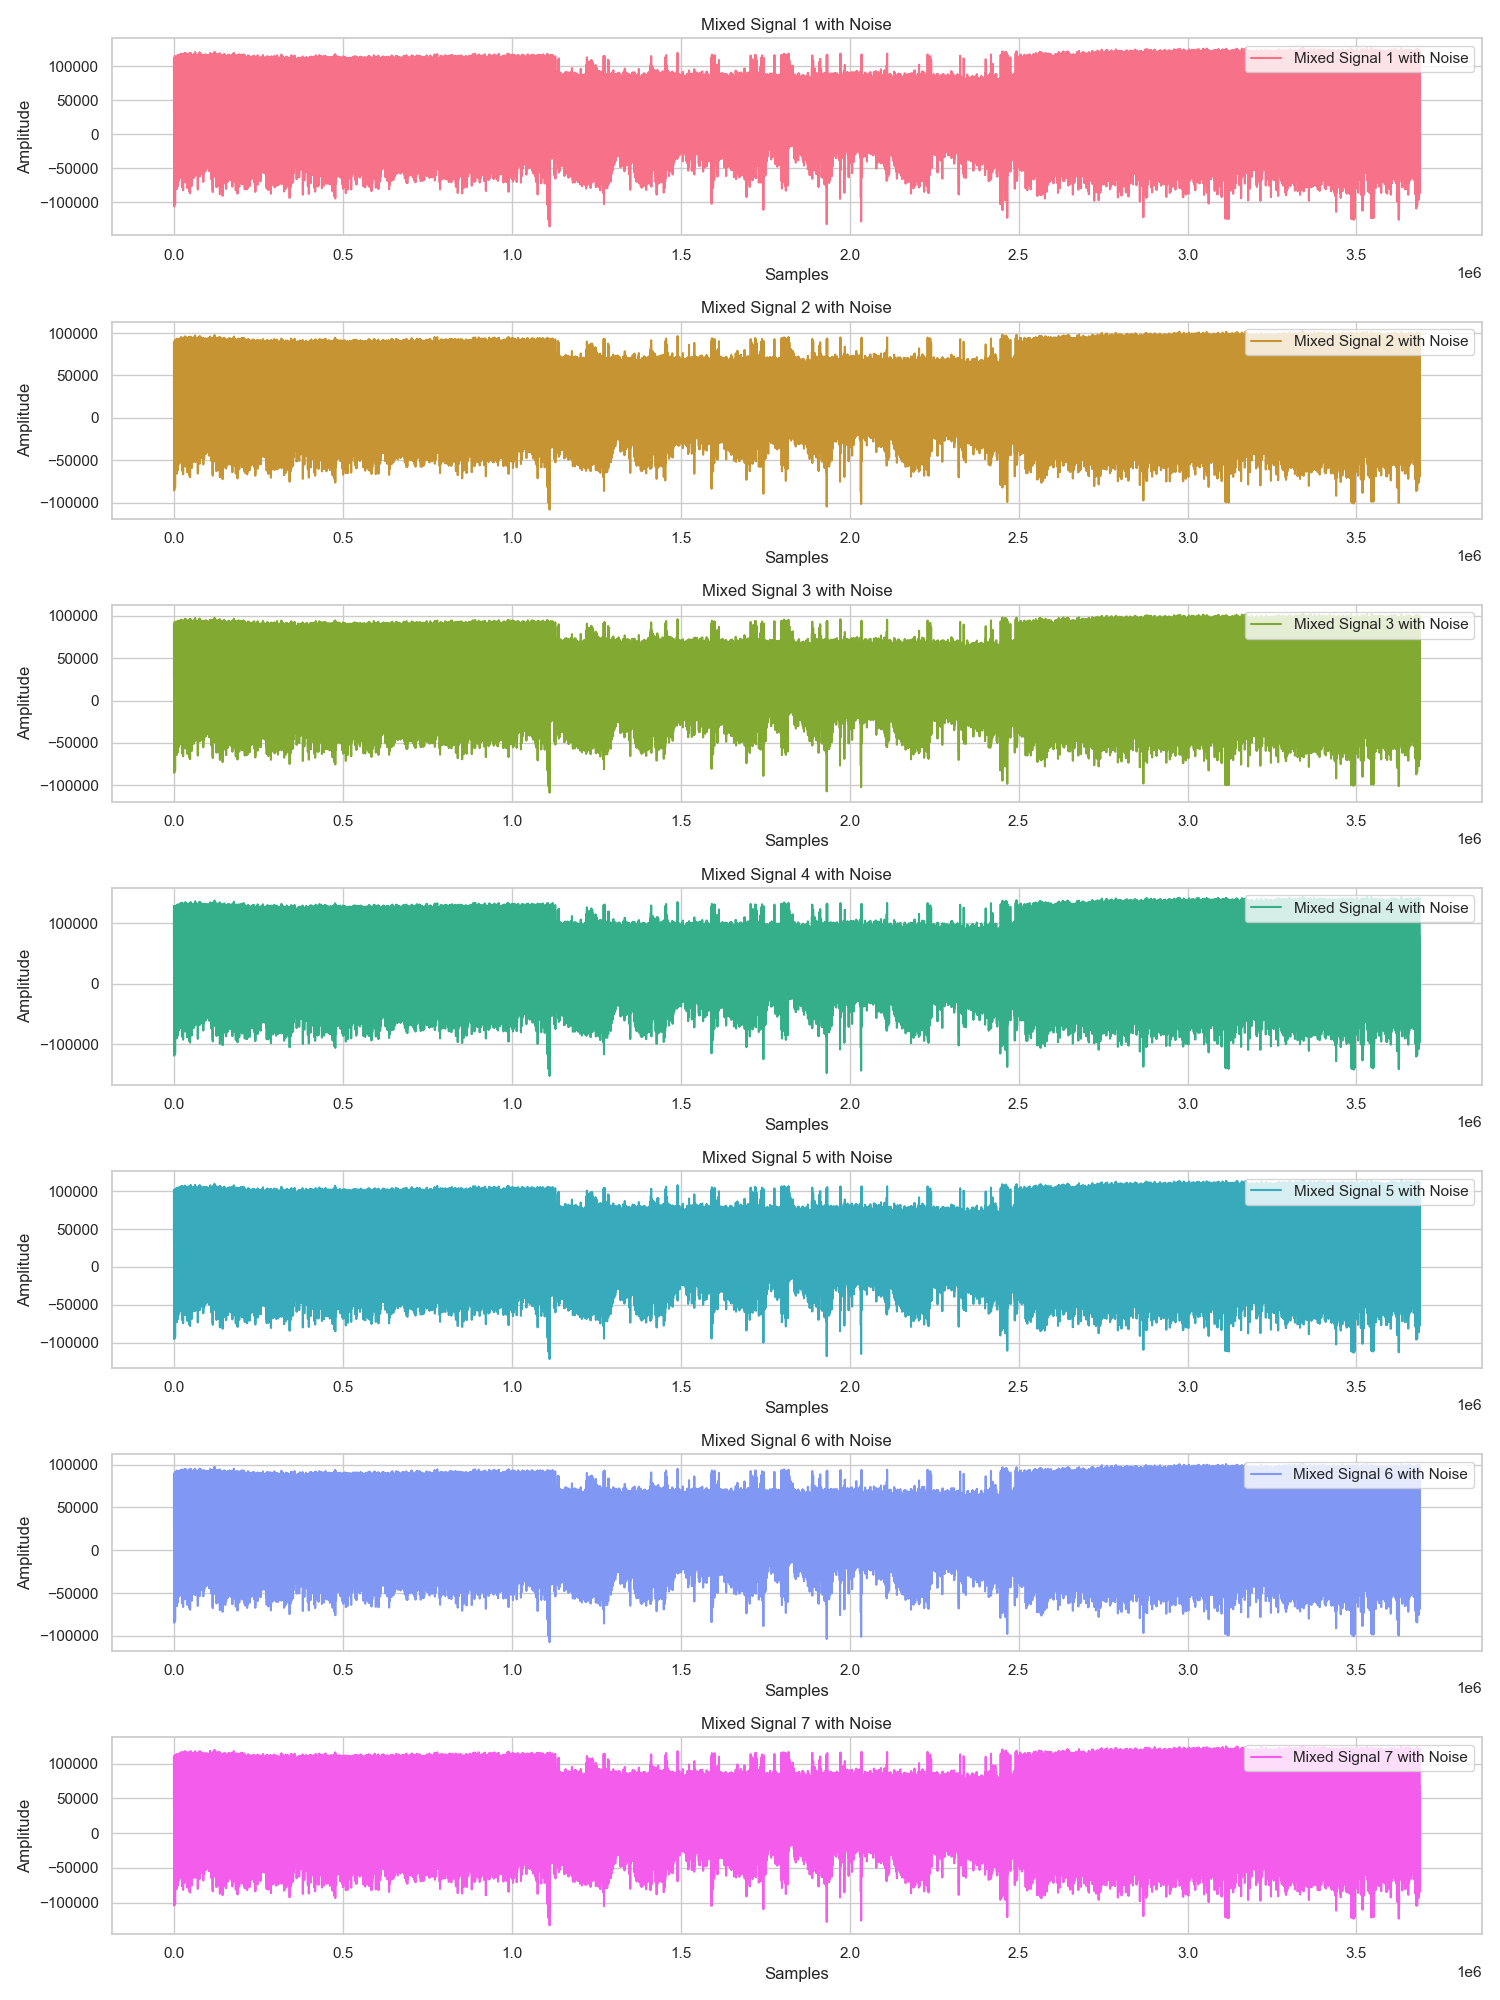 Mixed Signal 1 with Noise
100000
50000
0
−50000
−100000
Amplitude
Mixed Signal 1 with Noise
0.0 0.5 1.0 1.5 2.0 2.5 3.0 3.5
1e6
Samples
Mixed Signal 2 with Noise
100000
50000
0
−50000
−100000
Amplitude
Mixed Signal 2 with Noise
0.0 0.5 1.0 1.5 2.0 2.5 3.0 3.5
1e6
Samples
Mixed Signal 3 with Noise
100000
50000
0
−50000
−100000
Amplitude
Mixed Signal 3 with Noise
0.0 0.5 1.0 1.5 2.0 2.5 3.0 3.5
1e6
Samples
Mixed Signal 4 with Noise
100000
0
−100000
Amplitude
Mixed Signal 4 with Noise
0.0 0.5 1.0 1.5 2.0 2.5 3.0 3.5
1e6
Samples
Mixed Signal 5 with Noise
100000
50000
0
−50000
−100000
Amplitude
Mixed Signal 5 with Noise
0.0 0.5 1.0 1.5 2.0 2.5 3.0 3.5
1e6
Samples
Mixed Signal 6 with Noise
100000
50000
0
−50000
−100000
Amplitude
Mixed Signal 6 with Noise
0.0 0.5 1.0 1.5 2.0 2.5 3.0 3.5
1e6
Samples
Mixed Signal 7 with Noise
100000
50000
0
−50000
−100000
Amplitude
Mixed Signal 7 with Noise
0.0 0.5 1.0 1.5 2.0 2.5 3.0 3.5
1e6
Samples